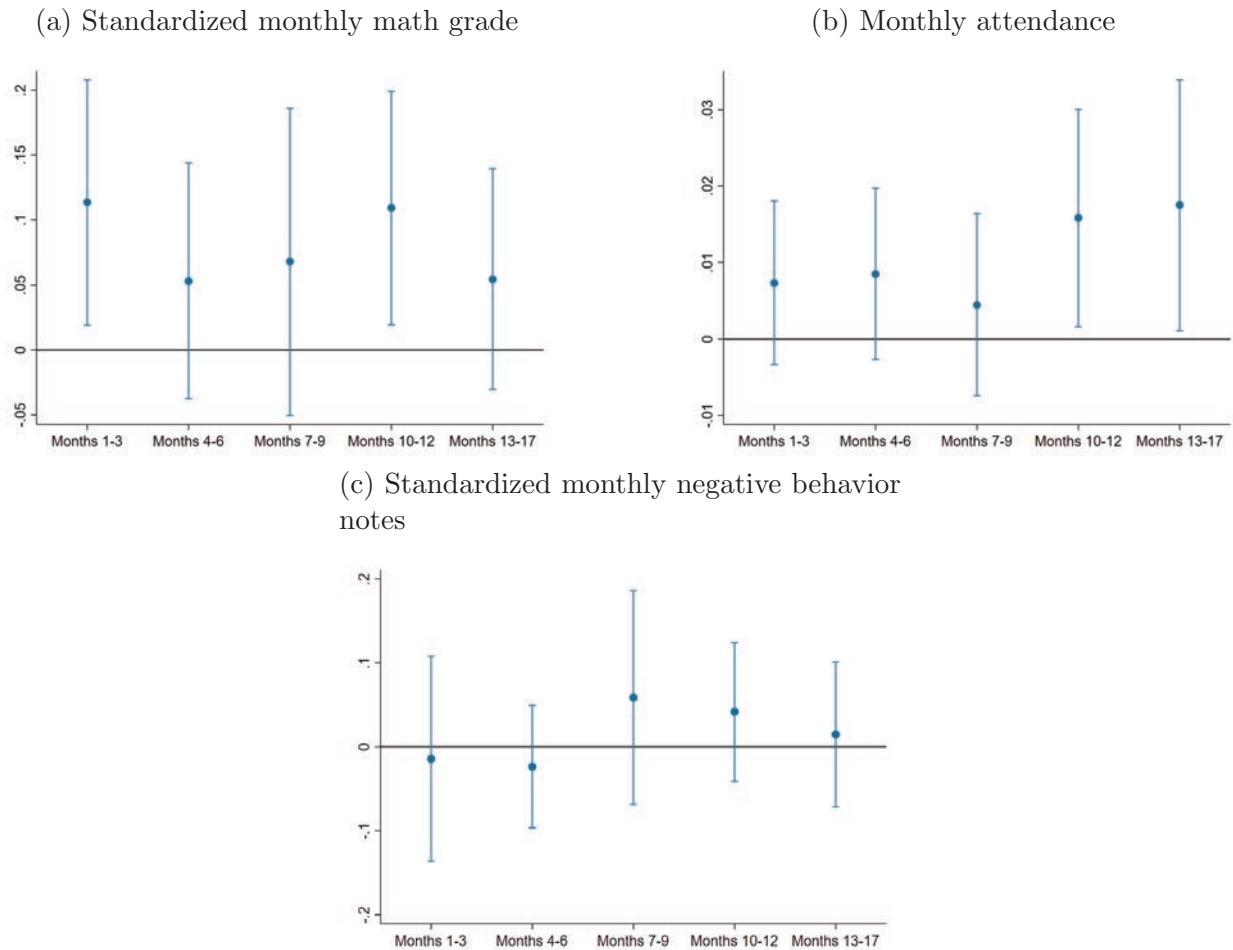 (a) Standardized monthly math grade
.2
.15
.1
.05
0
-.05
Months 1-3 Months 4-6 Months 7-9 Months 10-12 Months 13-17
(b) Monthly attendance
.03
.02
.01
0
-.01
Months 1-3 Months 4-6 Months 7-9 Months 10-12 Months 13-17
(c) Standardized monthly negative behavior
notes
.2
.1
0
-.1
-.2
Months 1-3 Months 4-6 Months 7-9 Months 10-12 Months 13-17